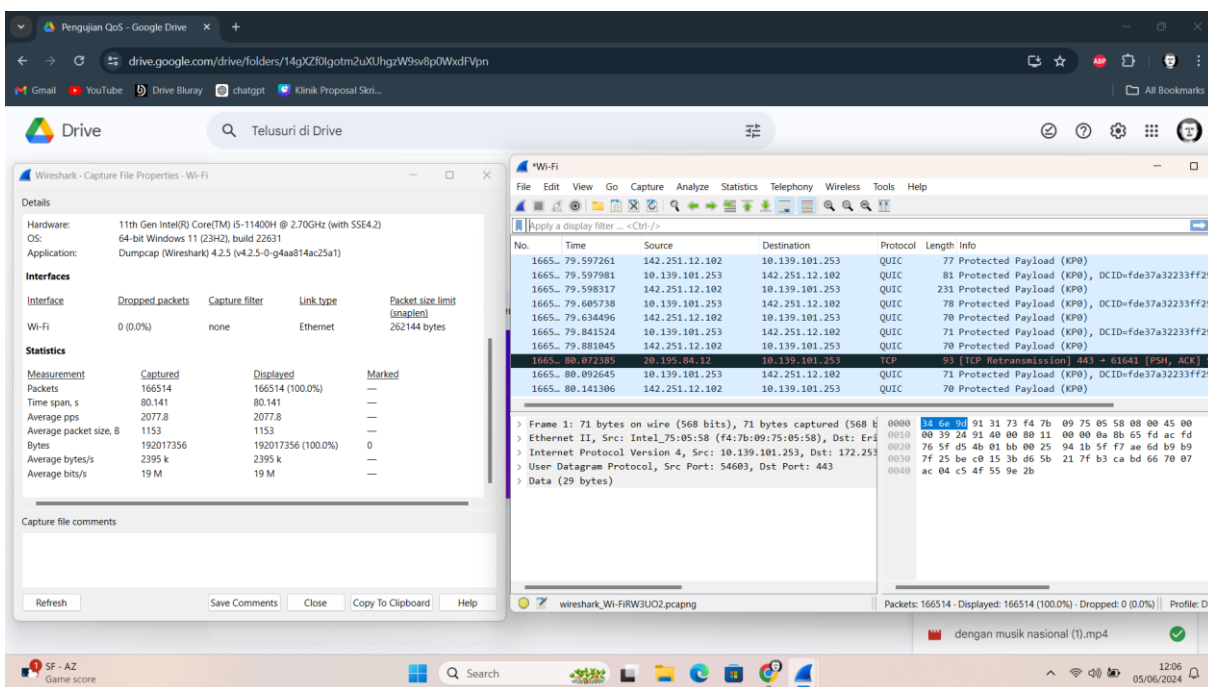 Pengujian QoS - Google Drive
drive.google.com/drive/folders/14gXZf0Igotm2uXUhgzW9sv8p0WxdFVpn
ABP
Gmail YouTube Drive Bluray chatgpt Klinik Proposal Skri...
All Bookmarks
Drive
Telusuri di Drive
Wireshark · Capture File Properties · Wi-Fi
Details
Hardware: 11th Gen Intel(R) Core(TM) i5-11400H @ 2.70GHz (with SSE4.2)
OS: 64-bit Windows 11 (23H2), build 22631
Application: Dumpcap (Wireshark) 4.2.5 (v4.2.5-0-g4aa814ac25a1)
Interfaces
Interface Dropped packets Capture filter Link type Packet size limit (snaplen)
Wi-Fi 0 (0.0%) none Ethernet 262144 bytes
Statistics
Measurement Captured Displayed Marked
Packets 166514 166514 (100.0%) —
Time span, s 80.141 80.141 —
Average pps 2077.8 2077.8 —
Average packet size, B 1153 1153 —
Bytes 192017356 192017356 (100.0%) 0
Average bytes/s 2395 k 2395 k —
Average bits/s 19 M 19 M —
Capture file comments
Refresh Save Comments Close Copy To Clipboard Help
*Wi-Fi
File Edit View Go Capture Analyze Statistics Telephony Wireless Tools Help
Apply a display filter ... <Ctrl-/>
No. Time Source Destination Protocol Length Info
1665… 79.597261 142.251.12.102 10.139.101.253 QUIC 77 Protected Payload (KP0)
1665… 79.597981 10.139.101.253 142.251.12.102 QUIC 81 Protected Payload (KP0), DCID=fde37a32233ff2
1665… 79.598317 142.251.12.102 10.139.101.253 QUIC 231 Protected Payload (KP0)
1665… 79.605738 10.139.101.253 142.251.12.102 QUIC 78 Protected Payload (KP0), DCID=fde37a32233ff2
1665… 79.634496 142.251.12.102 10.139.101.253 QUIC 70 Protected Payload (KP0)
1665… 79.841524 10.139.101.253 142.251.12.102 QUIC 71 Protected Payload (KP0), DCID=fde37a32233ff2
1665… 79.881045 142.251.12.102 10.139.101.253 QUIC 70 Protected Payload (KP0)
1665… 80.072385 20.195.84.12 10.139.101.253 TCP 93 [TCP Retransmission] 443 → 61641 [PSH, ACK]
1665… 80.092645 10.139.101.253 142.251.12.102 QUIC 71 Protected Payload (KP0), DCID=fde37a32233ff2
1665… 80.141306 142.251.12.102 10.139.101.253 QUIC 70 Protected Payload (KP0)
> Frame 1: 71 bytes on wire (568 bits), 71 bytes captured (568 b
> Ethernet II, Src: Intel_75:05:58 (f4:7b:09:75:05:58), Dst: Eri
> Internet Protocol Version 4, Src: 10.139.101.253, Dst: 172.253
> User Datagram Protocol, Src Port: 54603, Dst Port: 443
> Data (29 bytes)
0000 34 6e 9d 91 31 73 f4 7b 09 75 05 58 08 00 45 00
0010 00 39 24 91 40 00 80 11 00 00 0a 8b 65 fd ac fd
0020 76 5f d5 4b 01 bb 00 25 94 1b 5f f7 ae 6d b9 b9
0030 7f 25 be c0 15 3b d6 5b 21 7f b3 ca bd 66 70 07
0040 ac 04 c5 4f 55 9e 2b
wireshark_Wi-FiRW3UO2.pcapng
Packets: 166514 · Displayed: 166514 (100.0%) · Dropped: 0 (0.0%) Profile: D
dengan musik nasional (1).mp4
1
SF - AZ
Game score
Search
12:06
05/06/2024